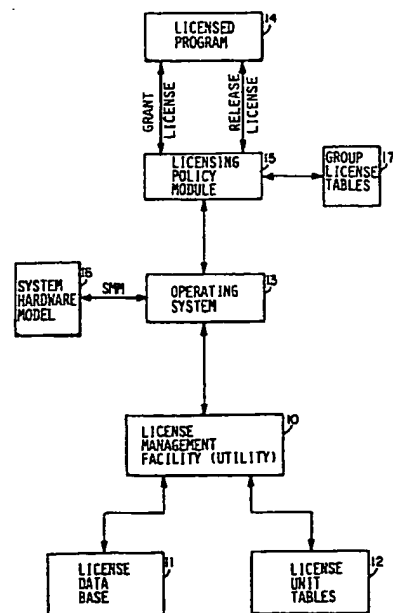 14
LICENSED
PROGRAM
GRANT
LICENSE
RELEASE
LICENSE
15
LICENSING
POLICY
MODULE
17
GROUP
LICENSE
TABLES
16
SYSTEM
HARDWARE
MODEL
SMM
13
OPERATING
SYSTEM
10
LICENSE
MANAGEMENT
FACILITY (UTILITY)
11
LICENSE
DATA
BASE
12
LICENSE
UNIT
TABLES